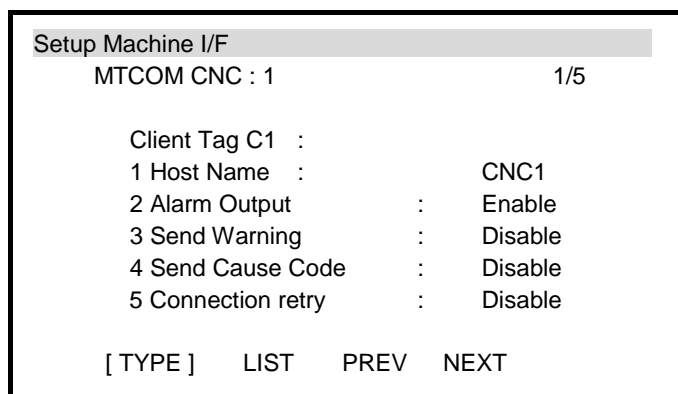 Setup Machine I/F
MTCOM CNC : 1 1/5
Client Tag C1 :
1 Host Name : CNC1
2 Alarm Output : Enable
3 Send Warning : Disable
4 Send Cause Code : Disable
5 Connection retry : Disable
[ TYPE ] LIST PREV NEXT